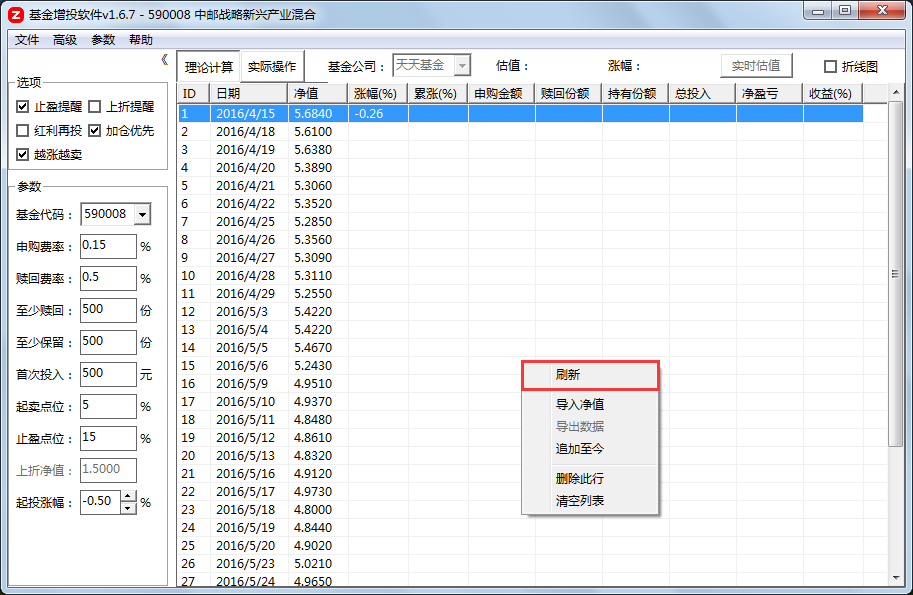 基金增投软件v1.6.7 - 590008 中邮战略新兴产业混合
文件 高级 参数 帮助
理论计算 实际操作 基金公司： 天天基金 估值： 涨幅： 实时估值 折线图
选项
止盈提醒 上折提醒
红利再投 加仓优先
越涨越卖
参数
基金代码： 590008
申购费率： 0.15 %
赎回费率： 0.5 %
至少赎回： 500 份
至少保留： 500 份
首次投入： 500 元
起卖点位： 5 %
止盈点位： 15 %
上折净值： 1.5000
起投涨幅： -0.50 %
ID 日期 净值 涨幅(%) 累涨(%) 申购金额 赎回份额 持有份额 总投入 净盈亏 收益(%)
1 2016/4/15 5.6840 -0.26
2 2016/4/18 5.6100
3 2016/4/19 5.6380
4 2016/4/20 5.3890
5 2016/4/21 5.3060
6 2016/4/22 5.3520
7 2016/4/25 5.2850
8 2016/4/26 5.3560
9 2016/4/27 5.3090
10 2016/4/28 5.3110
11 2016/4/29 5.2550
12 2016/5/3 5.4220
13 2016/5/4 5.4220
14 2016/5/5 5.4670
15 2016/5/6 5.2430
16 2016/5/9 4.9510
17 2016/5/10 4.9370
18 2016/5/11 4.8480
19 2016/5/12 4.8610
20 2016/5/13 4.8320
21 2016/5/16 4.9120
22 2016/5/17 4.9730
23 2016/5/18 4.8000
24 2016/5/19 4.8440
25 2016/5/20 4.9020
26 2016/5/23 5.0210
27 2016/5/24 4.9650
刷新
导入净值
导出数据
追加至今
删除此行
清空列表